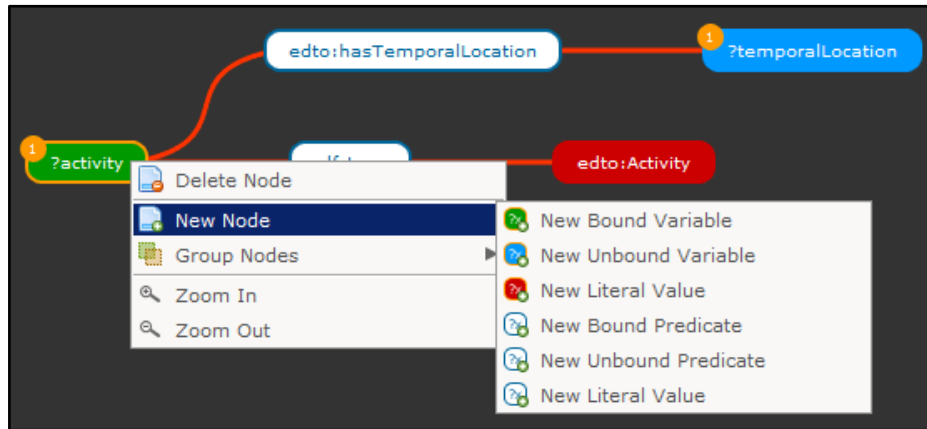 edto:hasTemporalLocation
1
?temporalLocation
1
?activity
edto:Activity
Delete Node
New Node
Group Nodes
Zoom In
Zoom Out
New Bound Variable
New Unbound Variable
New Literal Value
New Bound Predicate
New Unbound Predicate
New Literal Value